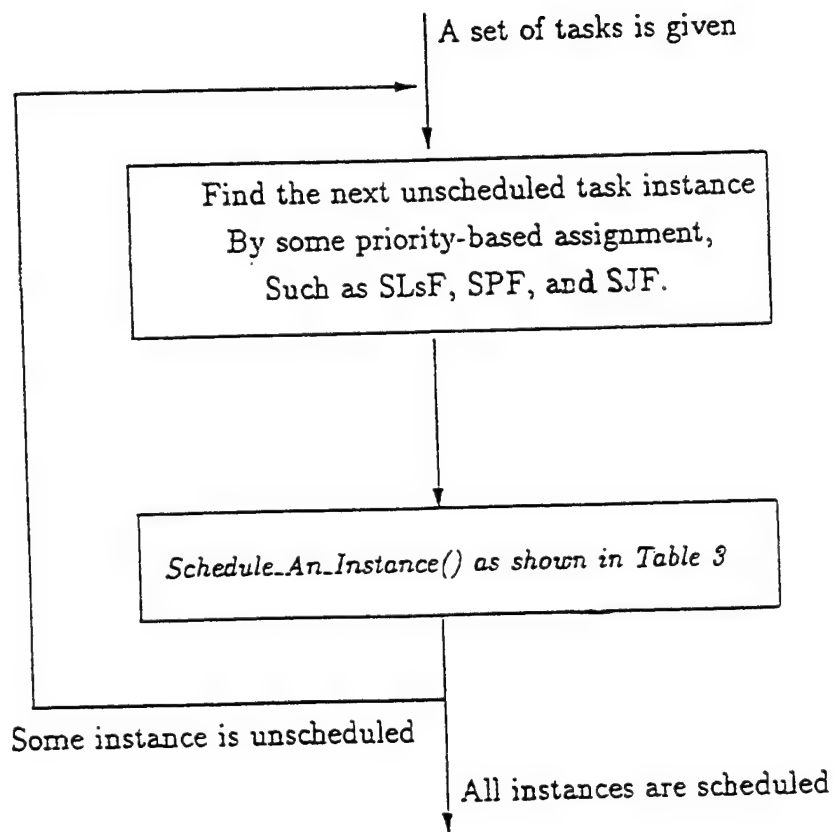 A set of tasks is given
Find the next unscheduled task instance
By some priority-based assignment,
Such as SLsF, SPF, and SJF.
Schedule_An_Instance() as shown in Table 3
Some instance is unscheduled
All instances are scheduled